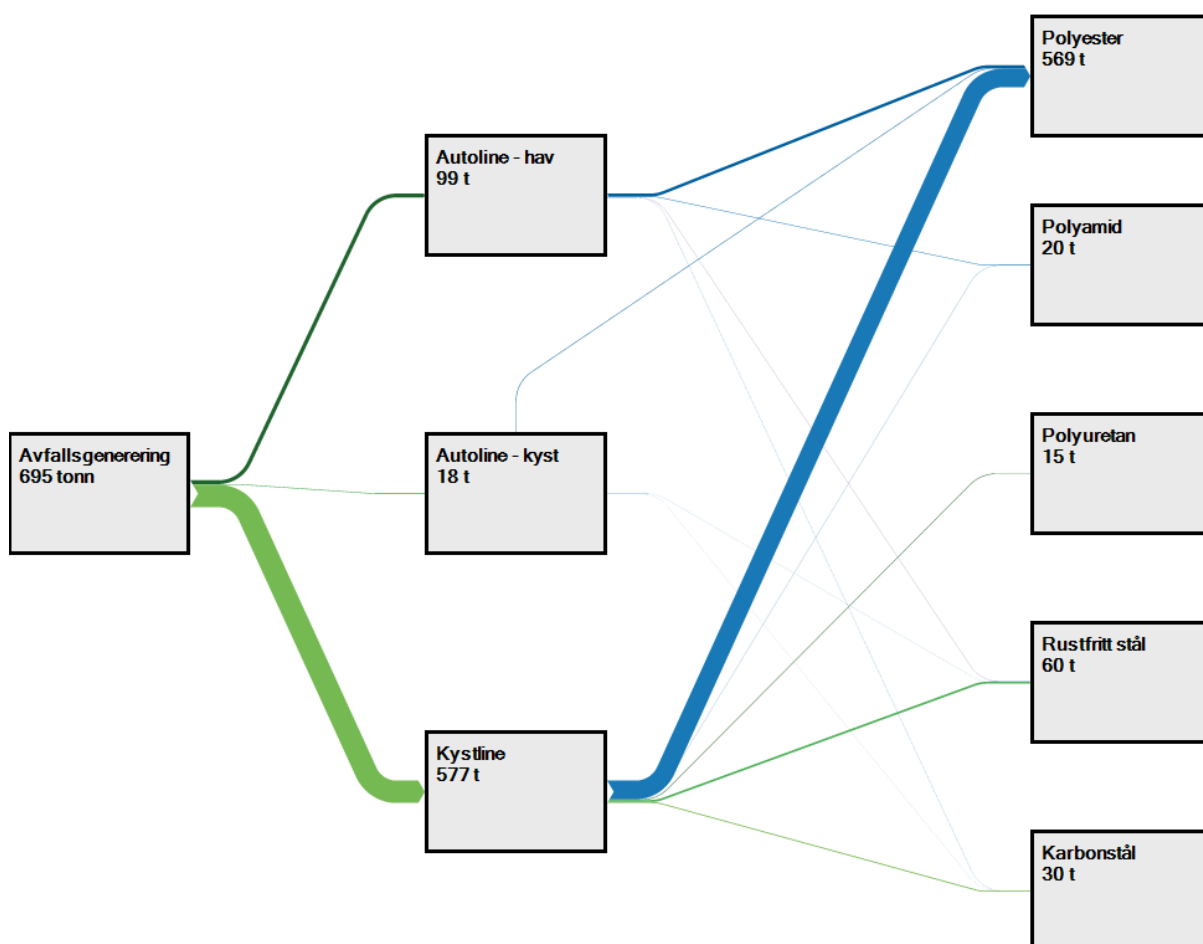 Polyester
569 t
Autoline - hav
99 t
Polyamid
20 t
Avfallsgenerering
695 tonn
Autoline - kyst
18 t
Polyuretan
15 t
Rustfritt stål
60 t
Kystline
577 t
Karbonstål
30 t